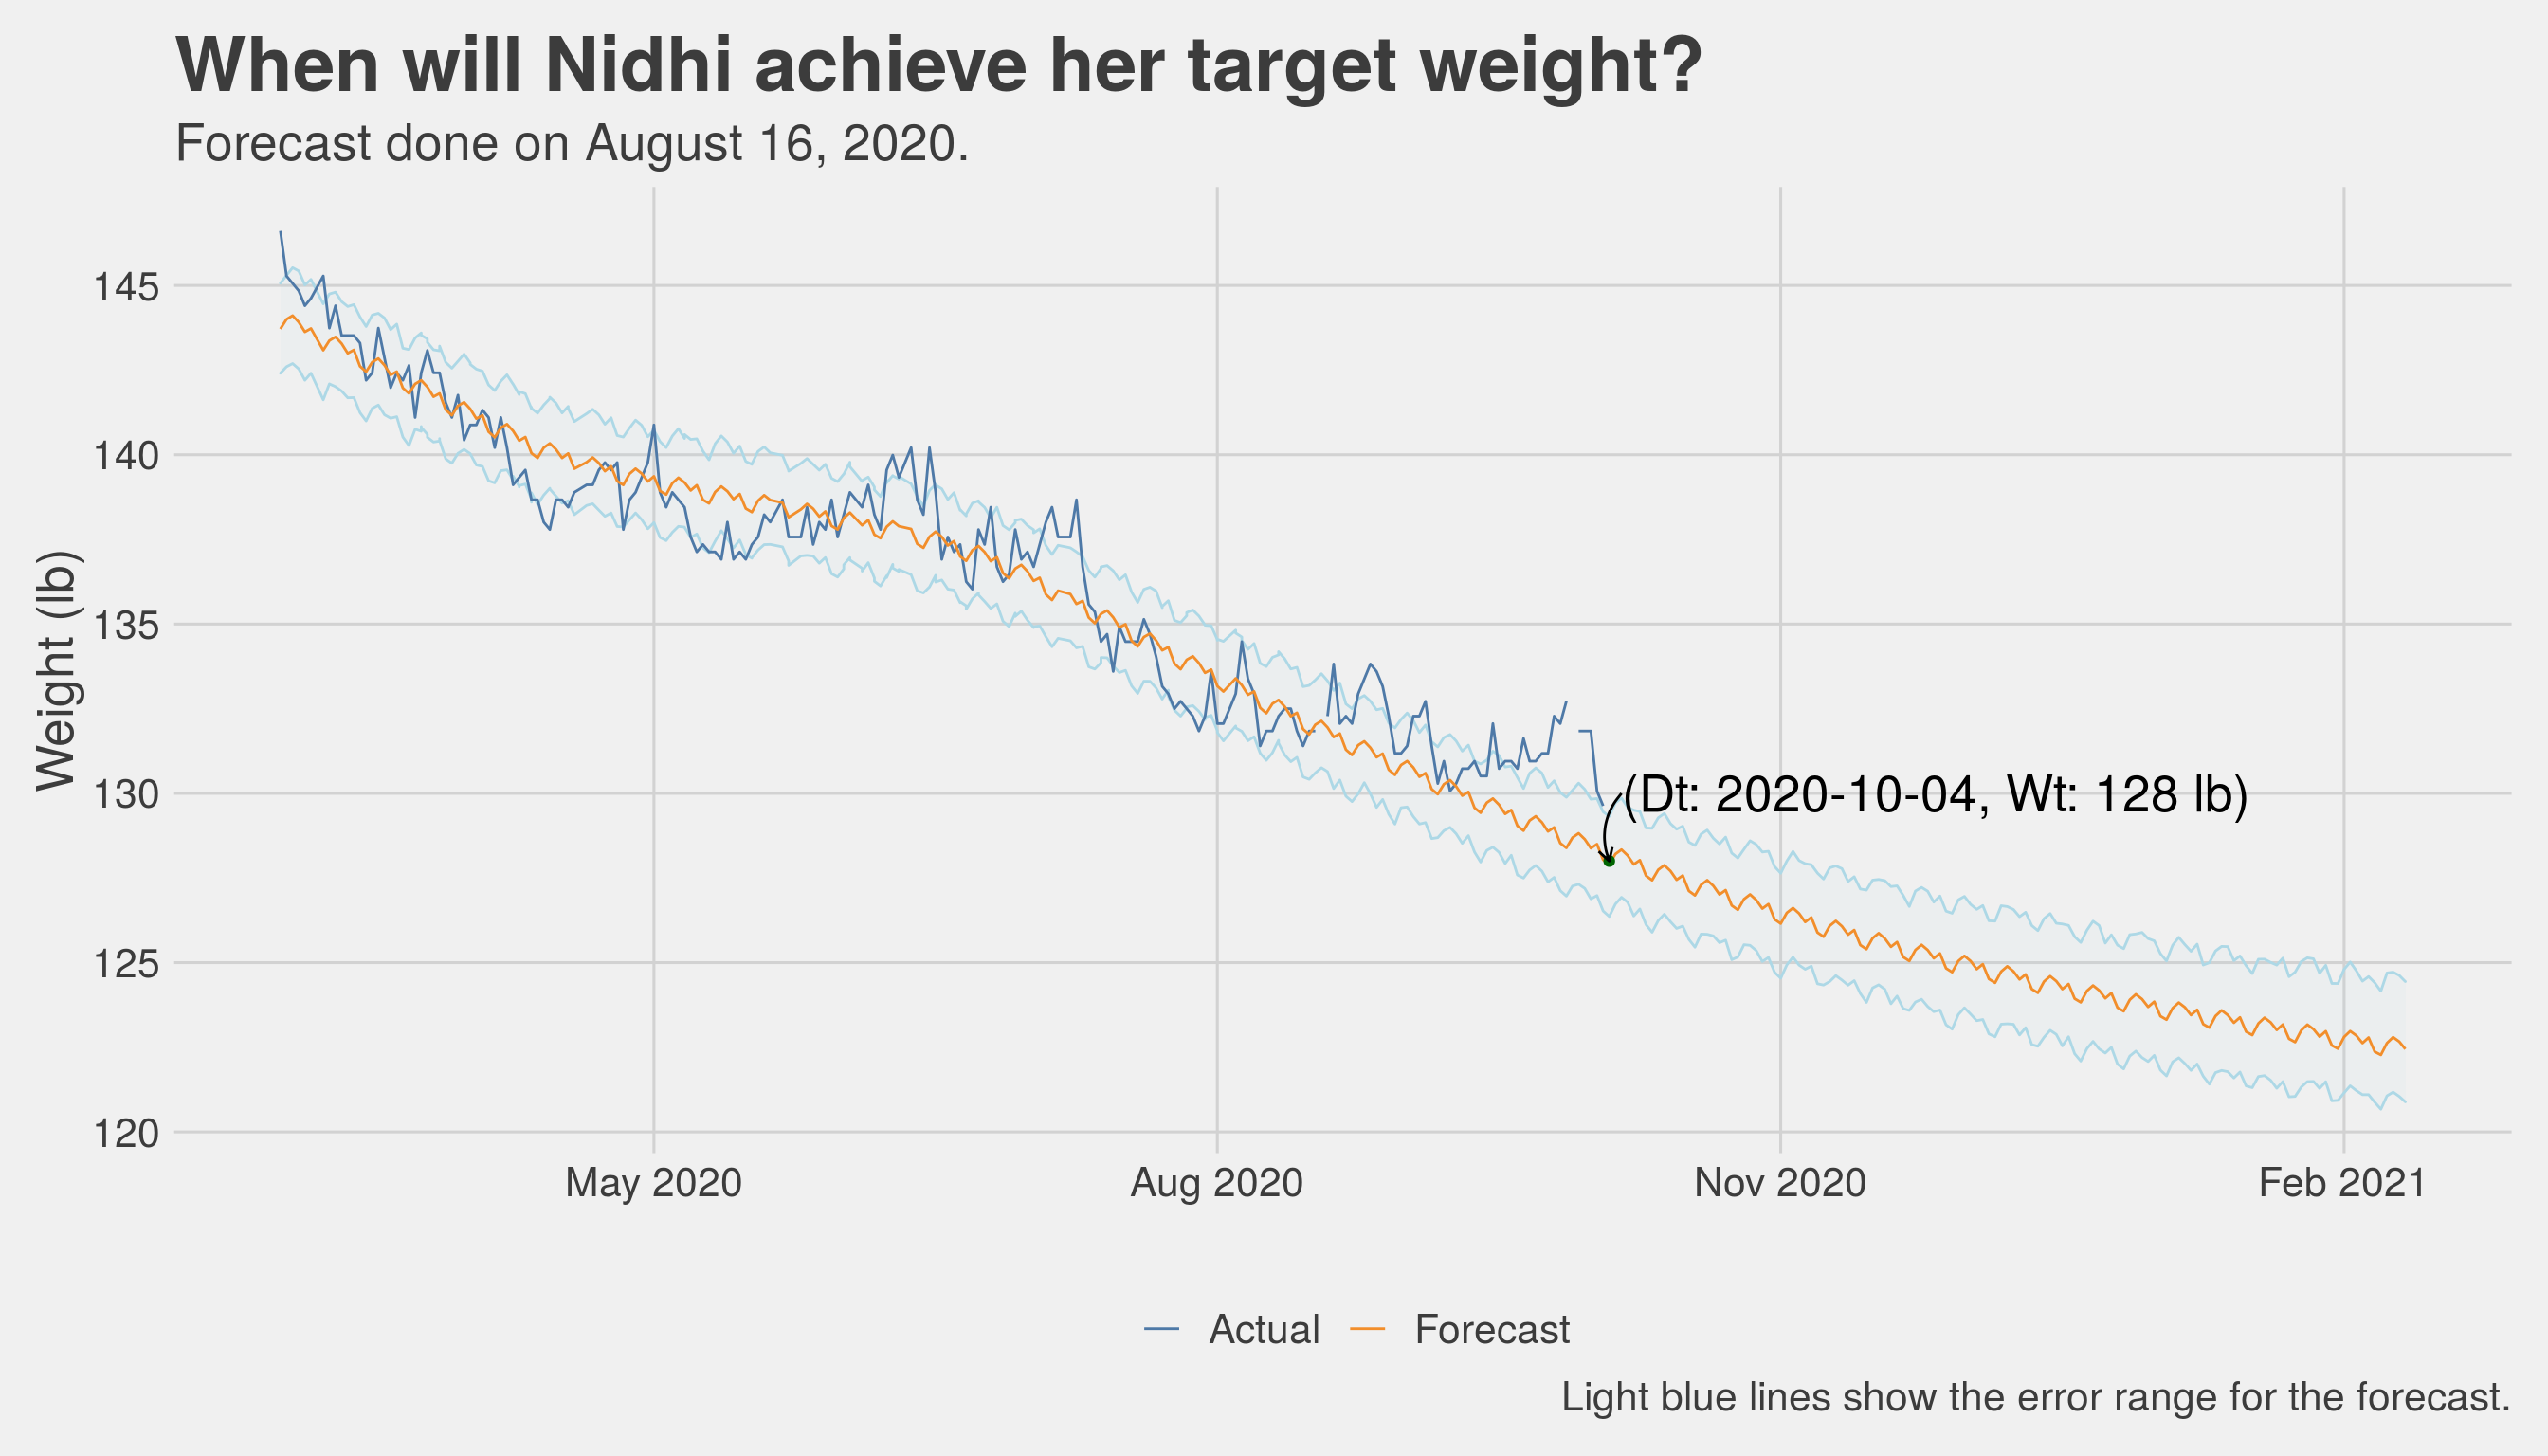 When will Nidhi achieve her target weight?
Forecast done on August 16, 2020.
Weight (lb)
145
140
135
130
125
120
(Dt: 2020-10-04, Wt: 128 lb)
May 2020
Aug 2020
Nov 2020
Feb 2021
Actual
Forecast
Light blue lines show the error range for the forecast.